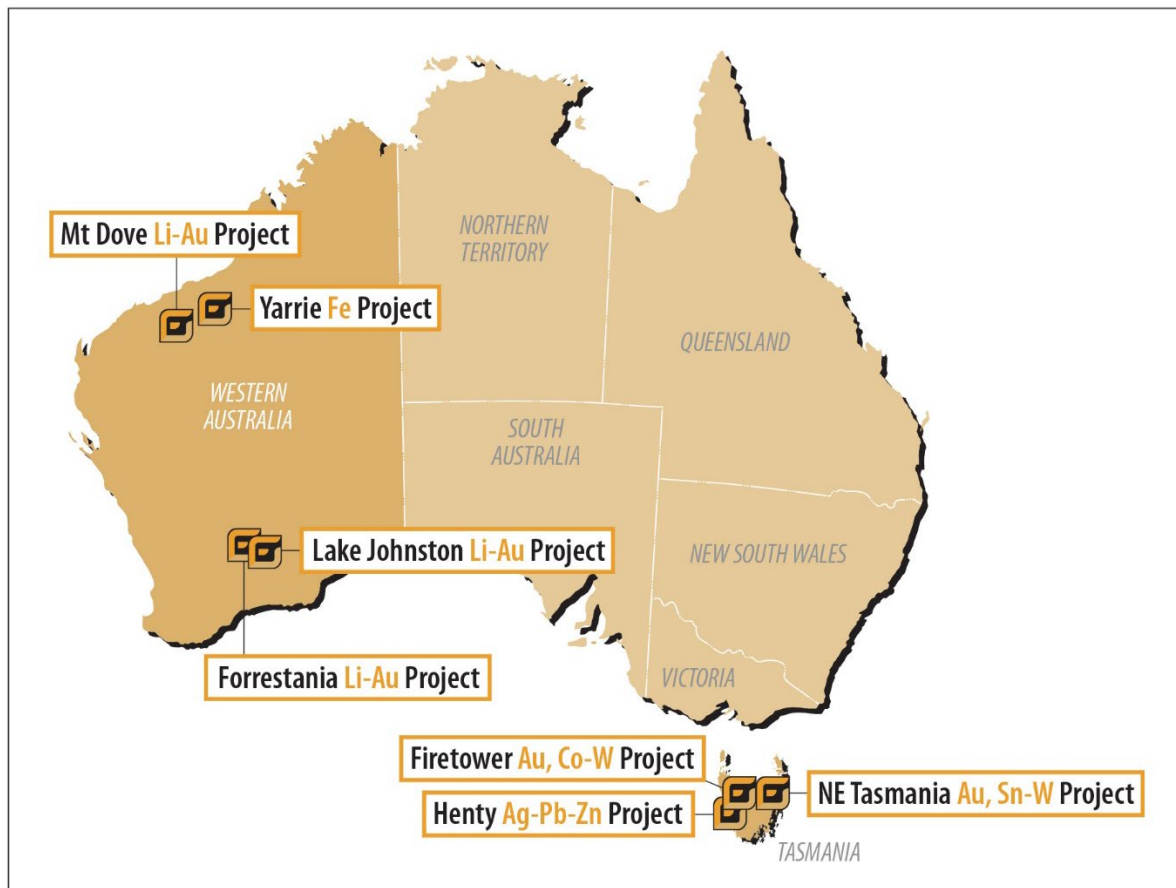 NORTHERN
TERRITORY
Mt Dove Li-Au Project
Yarrie Fe Project
QUEENSLAND
WESTERN
AUSTRALIA
SOUTH
AUSTRALIA
Lake Johnston Li-Au Project
NEW SOUTH WALES
Forrestania Li-Au Project
VICTORIA
Firetower Au, Co-W Project
NE Tasmania Au, Sn-W Project
Henty Ag-Pb-Zn Project
TASMANIA